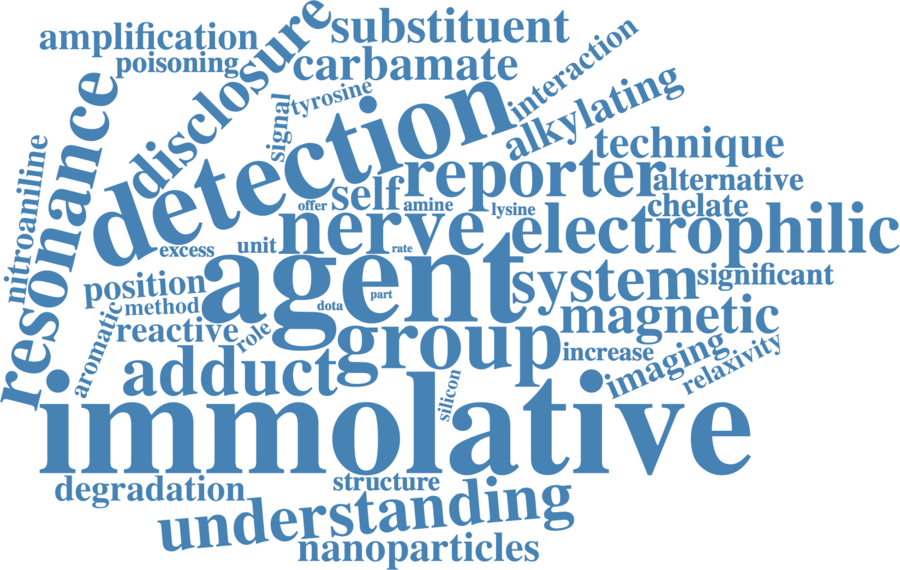 amplification
substituent
disclosure
poisoning
carbamate
interaction
tyrosine
signal
alkylating
resonance
detection
technique
nitroaniline
reporter
alternative
self
offer
amine
lysine
chelate
nerve
electrophilic
excess
unit
rate
agent
system
significant
position
method
dota
part
magnetic
reactive
role
aromatic
group
increase
imaging
relaxivity
adduct
silicon
immolative
degradation
structure
understanding
nanoparticles